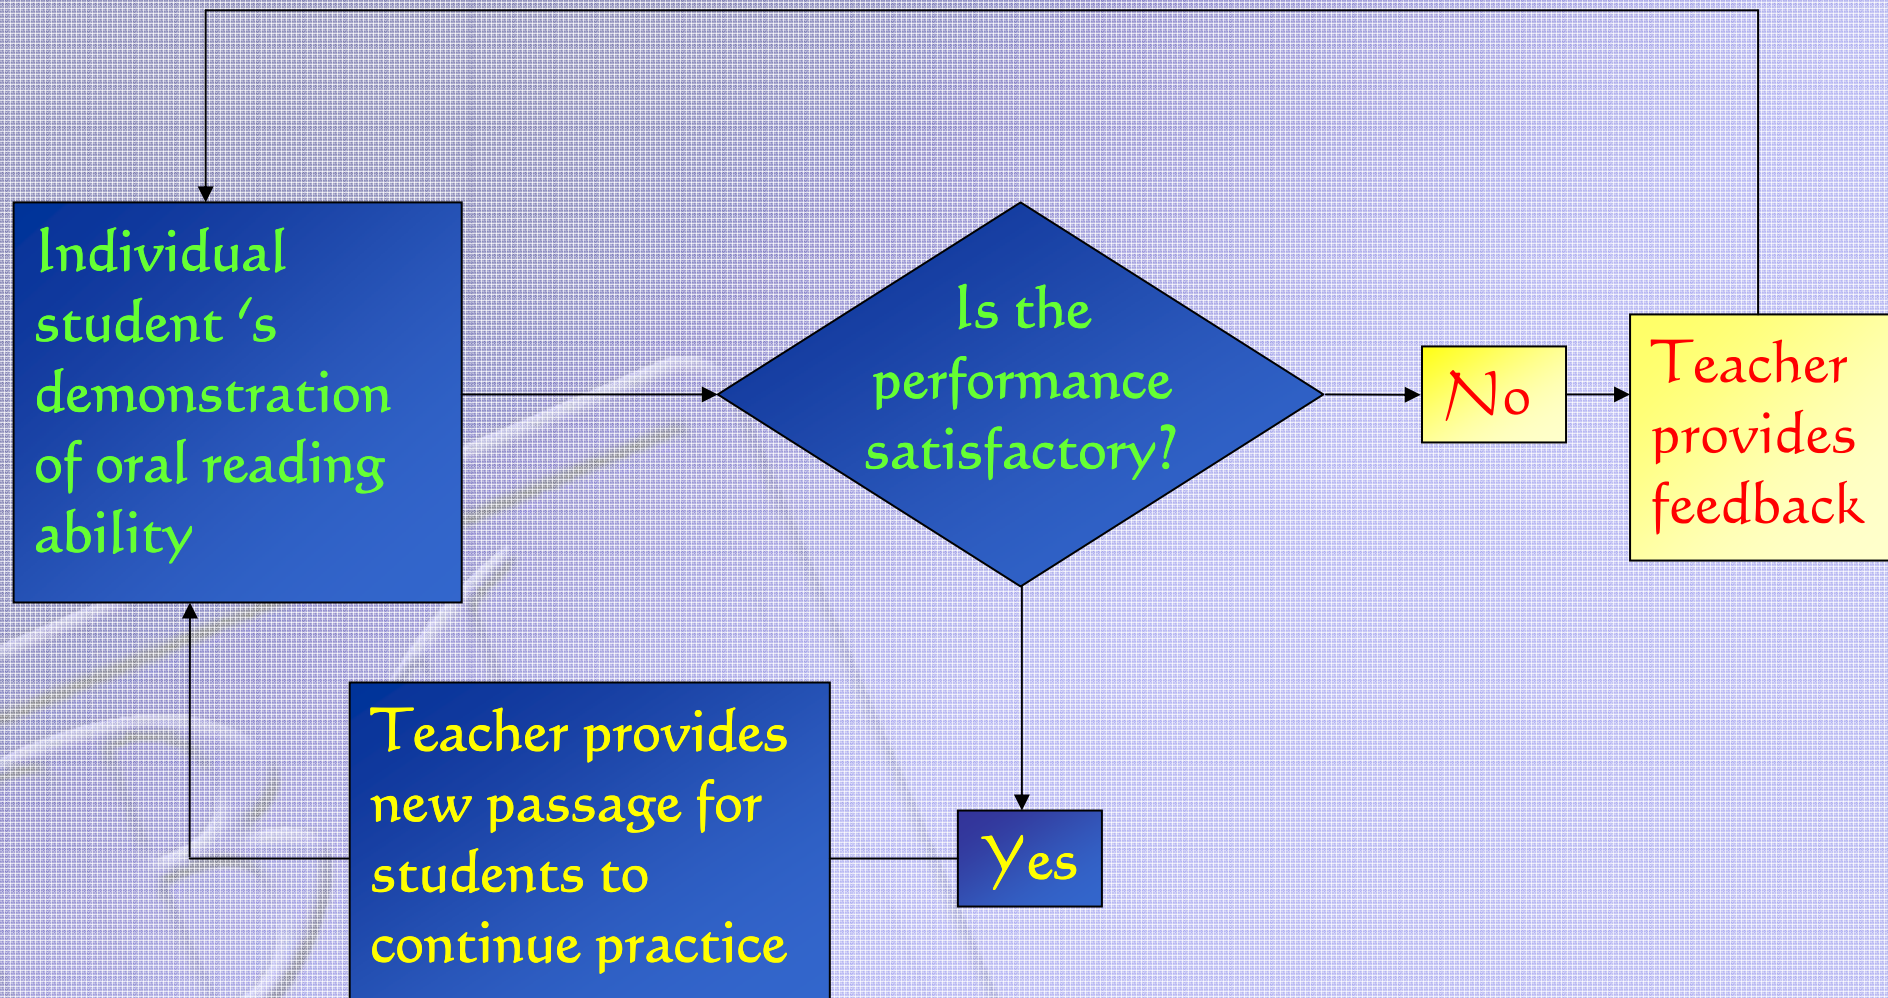 Individual
student ‘s
demonstration
of oral reading
ability
Is the
performance
satisfactory?
No
Teacher
provides
feedback
Teacher provides
new passage for
students to
continue practice
Yes